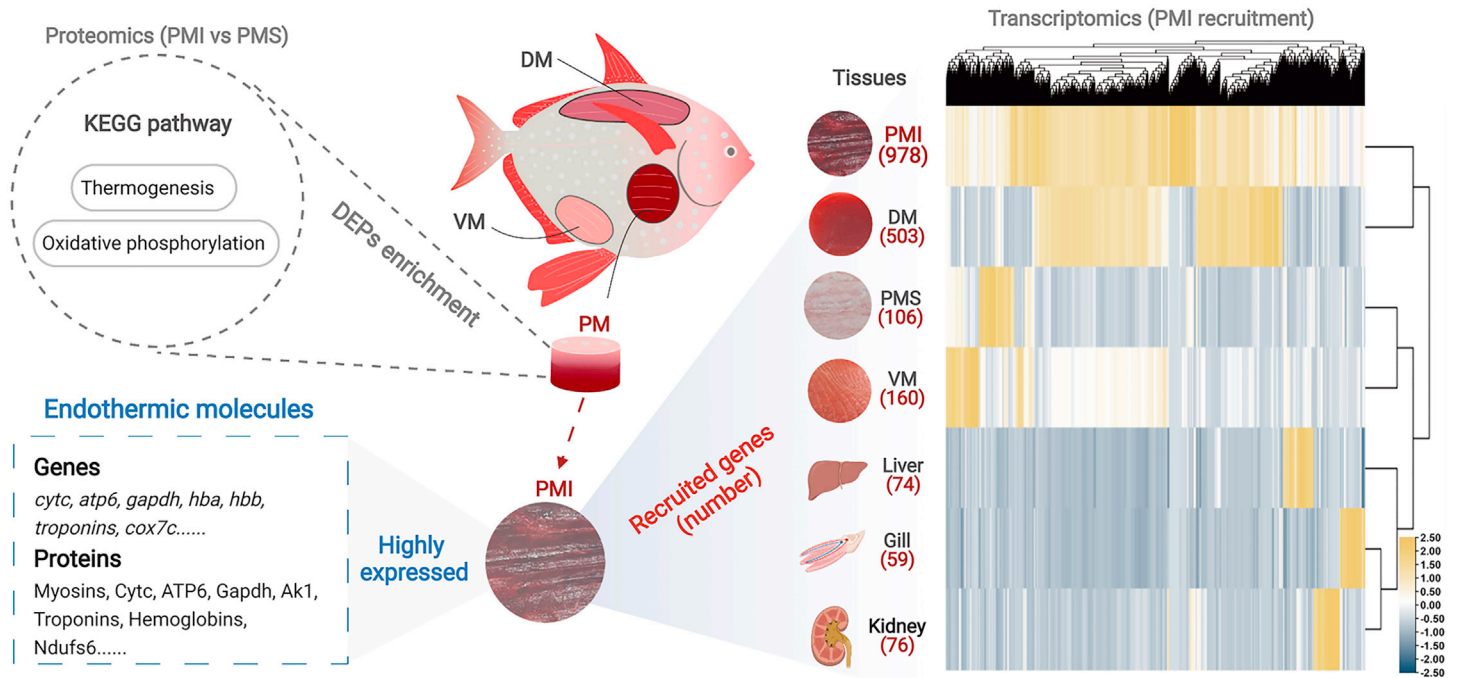 Proteomics (PMI vs PMS)
KEGG pathway
Thermogenesis
Oxidative phosphorylation
DEPs enrichment
DM
VM
PM
PMI
Endothermic molecules
Genes
cytc, atp6, gapdh, hba, hbb,
troponins, cox7c......
Proteins
Myosins, Cytc, ATP6, Gapdh, Ak1,
Troponins, Hemoglobins,
Ndufs6......
Highly
expressed
Recruited genes
(number)
Tissues
PMI
(978)
DM
(503)
PMS
(106)
VM
(160)
Liver
(74)
Gill
(59)
Kidney
(76)
Transcriptomics (PMI recruitment)
2.50
2.00
1.50
1.00
0.50
0.00
-0.50
-1.00
-1.50
-2.00
-2.50